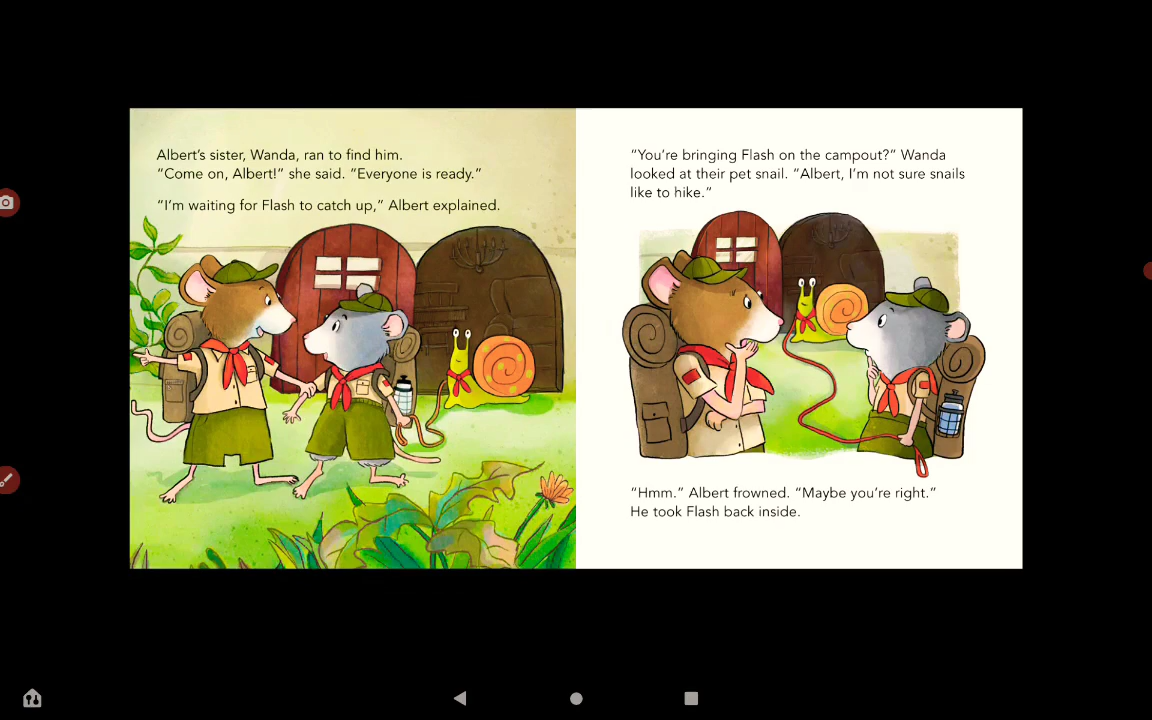 Albert’s sister, Wanda, ran to find him.
“Come on, Albert!” she said. “Everyone is ready.”
“I’m waiting for Flash to catch up,” Albert explained.
“You’re bringing Flash on the campout?” Wanda
looked at their pet snail. “Albert, I’m not sure snails
like to hike.”
“Hmm.” Albert frowned. “Maybe you’re right.”
He took Flash back inside.